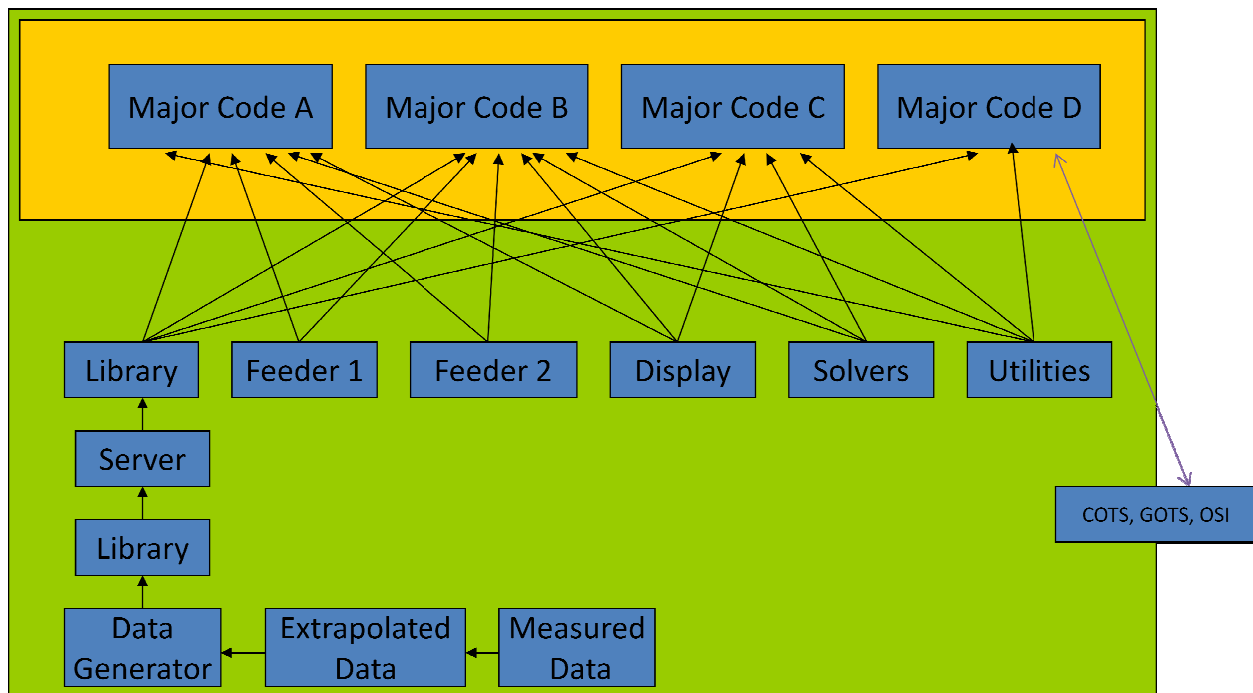 Major Code A
Major Code B
Major Code C
Major Code D
Library
Feeder 1
Feeder 2
Display
Solvers
Utilities
Server
COTS, GOTS, OSI
Library
Data
Generator
Extrapolated
Data
Measured
Data